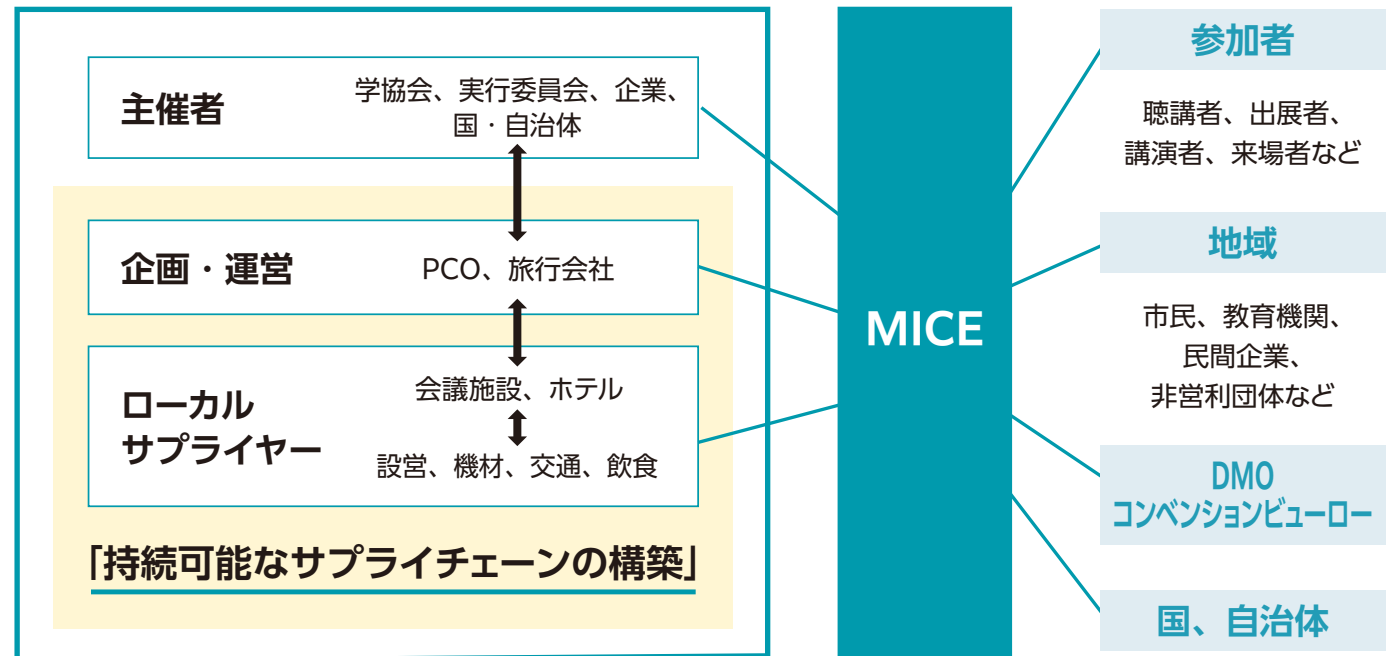 主催者
学協会、実行委員会、企業、
国・自治体
企画・運営
PCO、旅行会社
ローカル
サプライヤー
会議施設、ホテル
設営、機材、交通、飲食
「持続可能なサプライチェーンの構築」
MICE
参加者
聴講者、出展者、
講演者、来場者など
地域
市民、教育機関、
民間企業、
非営利団体など
DMO
コンベンションビューロー
国、自治体